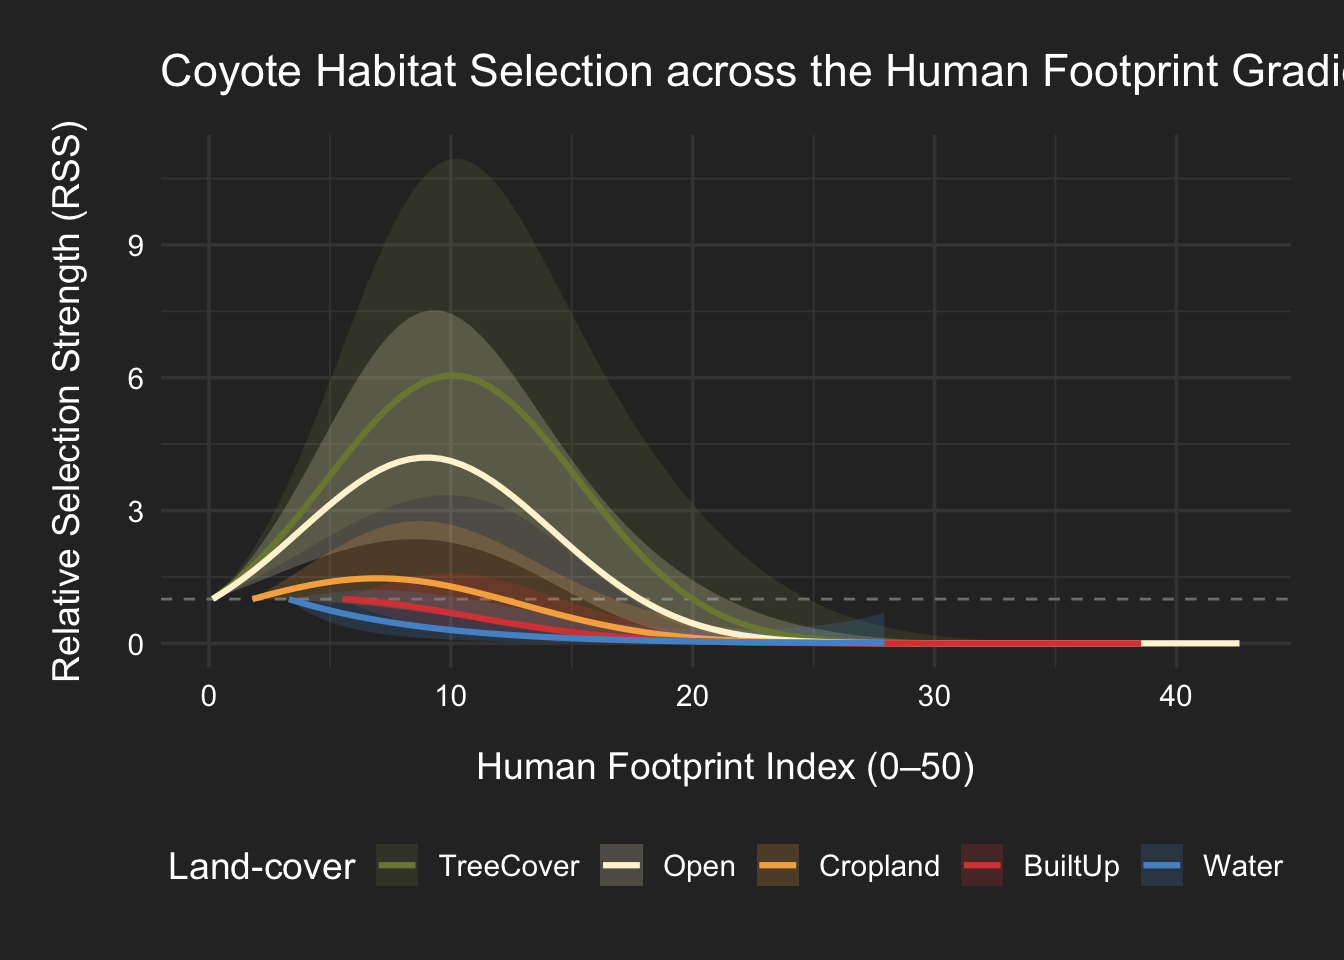 Coyote Habitat Selection across the Human Footprint Gradi
Relative Selection Strength (RSS)
9
6
3
0
0 10 20 30 40
Human Footprint Index (0–50)
Land-cover TreeCover Open Cropland BuiltUp Water